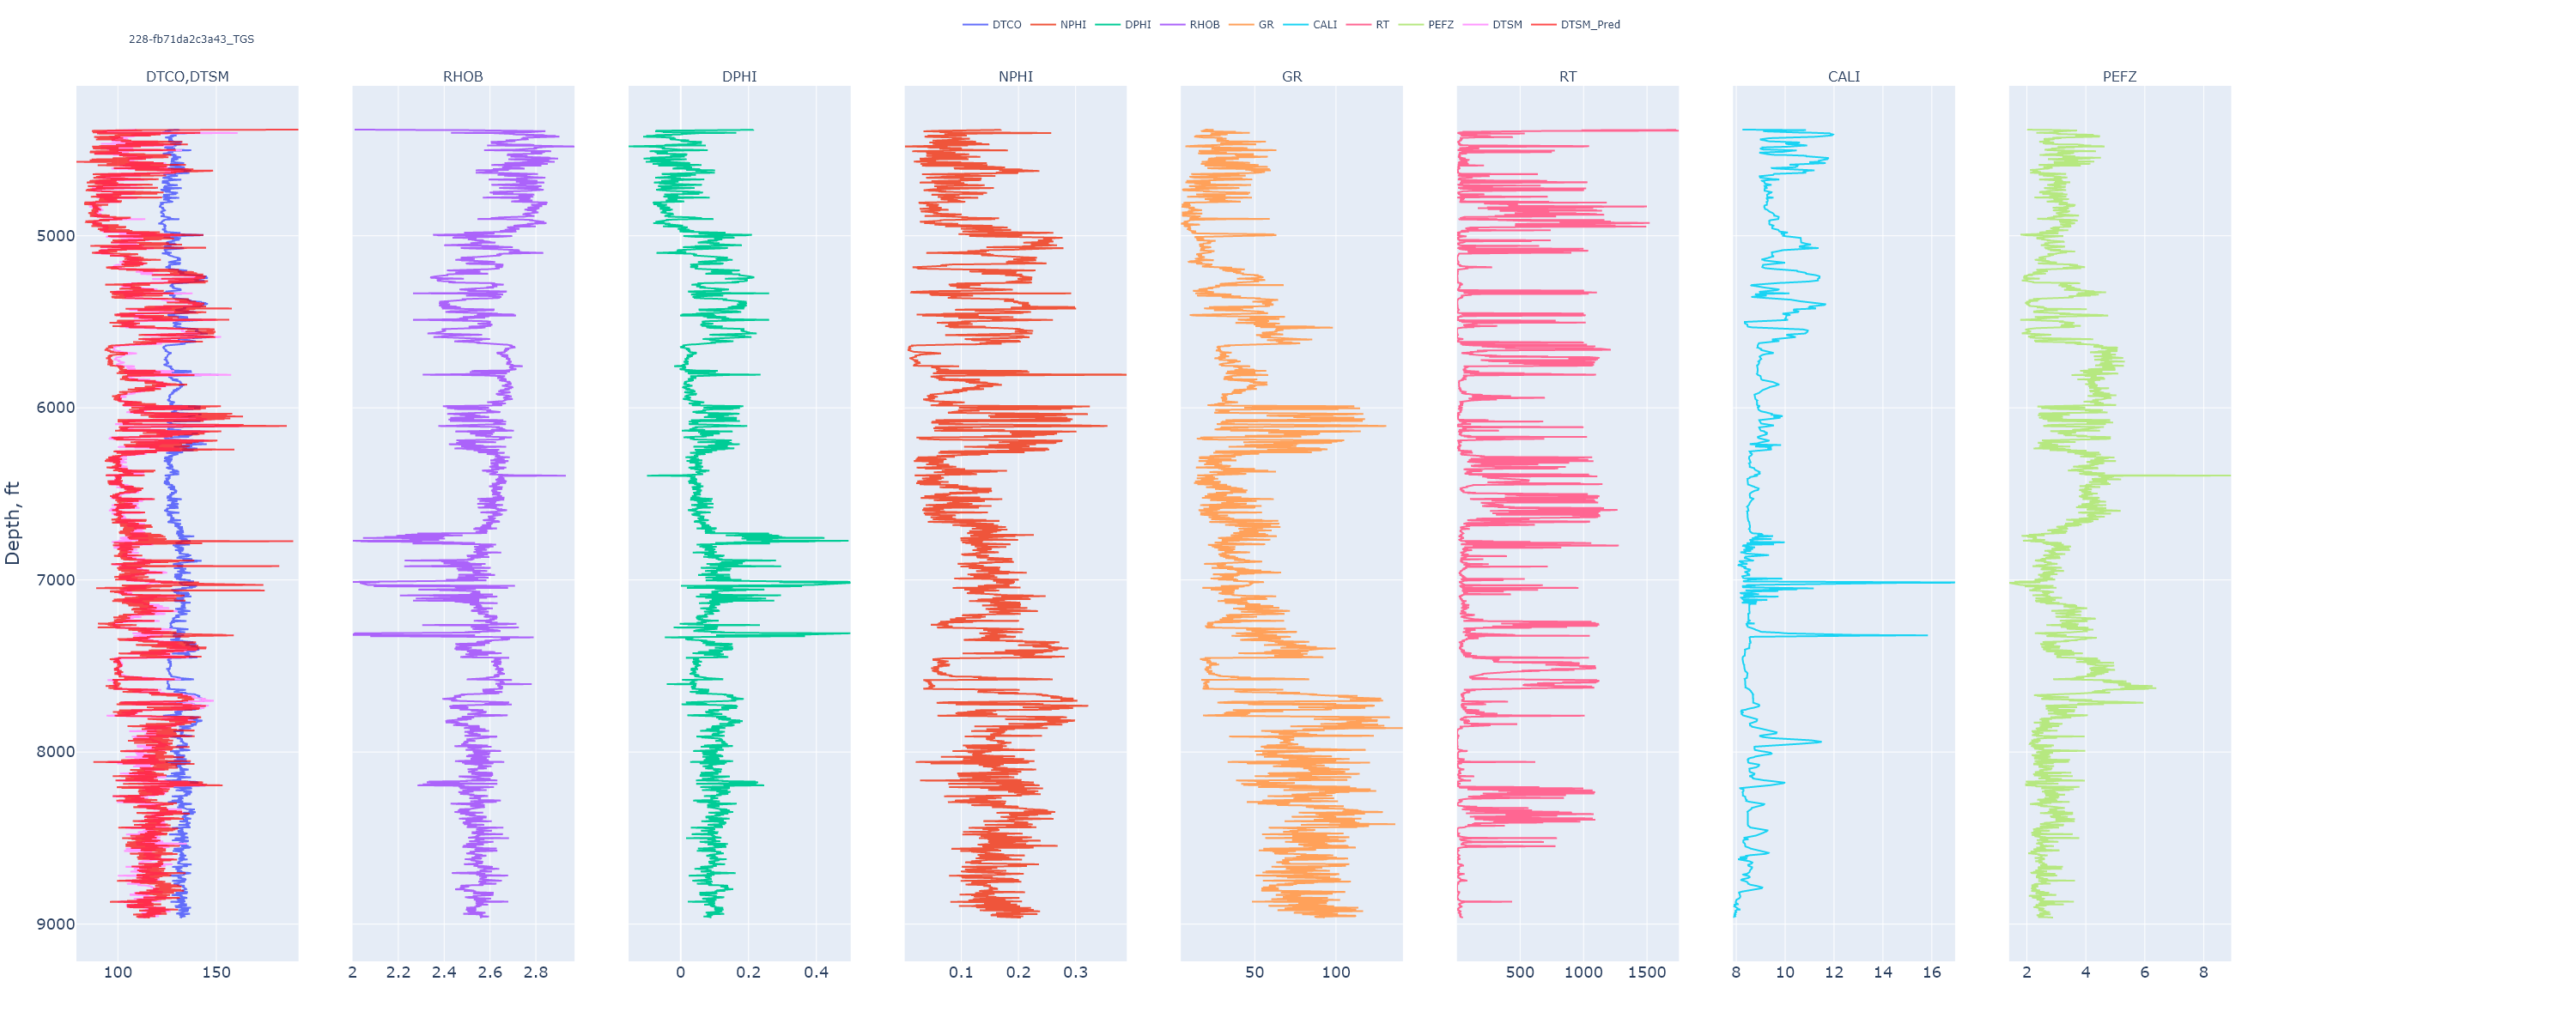 DTCO NPHI DPHI RHOB GR CALI RT PEFZ DTSM DTSM_Pred
228-fb71da2c3a43_TGS
DTCO,DTSM RHOB DPHI NPHI GR RT CALI PEFZ
Depth, ft
5000
6000
7000
8000
9000
100 150 2 2.2 2.4 2.6 2.8 0 0.2 0.4 0.1 0.2 0.3 50 100 500 1000 1500 8 10 12 14 16 2 4 6 8